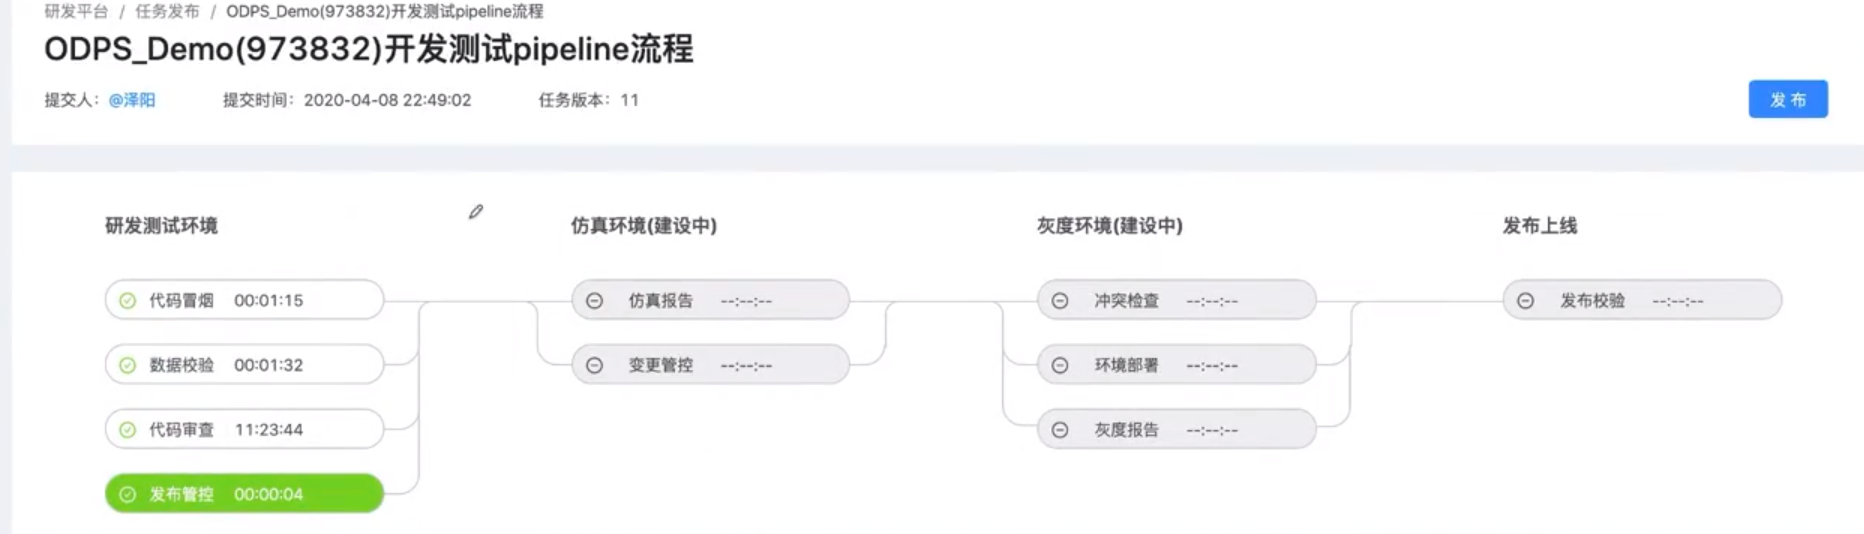 研发平台 / 任务发布 / ODPS_Demo(973832)开发测试pipeline流程
ODPS_Demo(973832)开发测试pipeline流程
提交人：@泽阳 提交时间：2020-04-08 22:49:02 任务版本：11
发 布
研发测试环境 仿真环境(建设中) 灰度环境(建设中) 发布上线
代码冒烟 00:01:15 仿真报告 --:--:-- 冲突检查 --:--:-- 发布校验 --:--:--
数据校验 00:01:32 变更管控 --:--:-- 环境部署 --:--:--
代码审查 11:23:44 灰度报告 --:--:--
发布管控 00:00:04